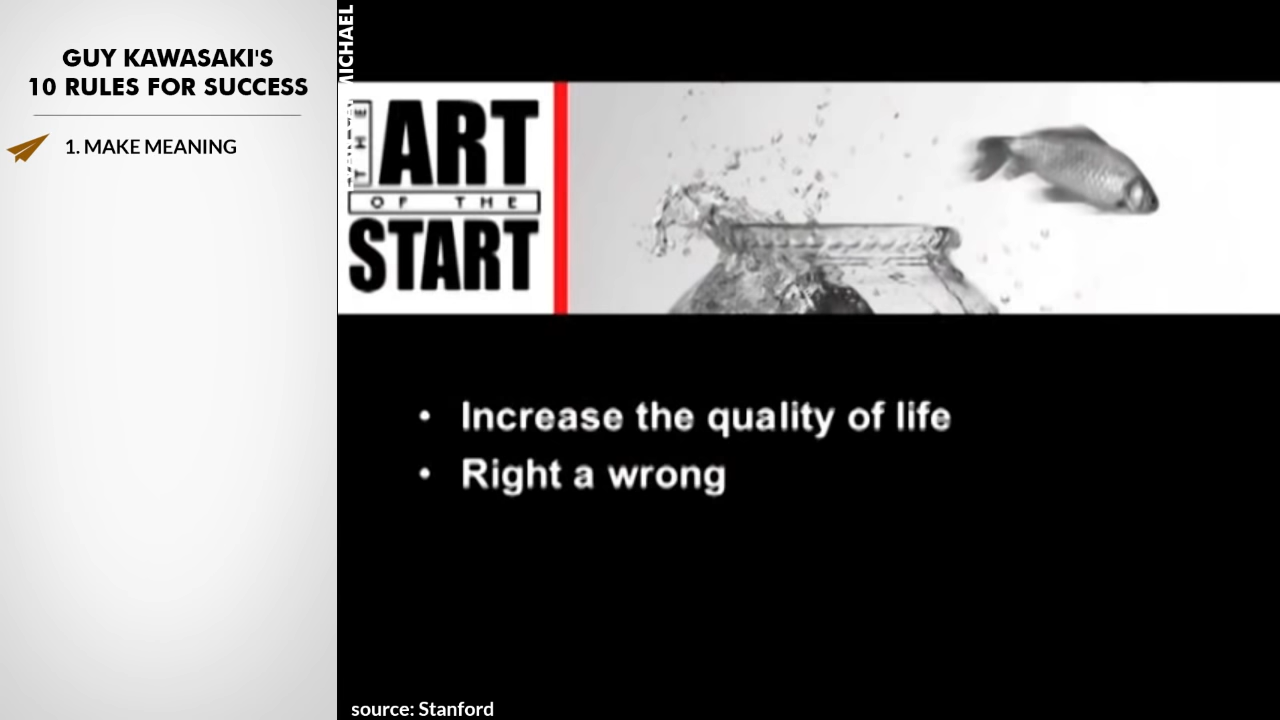 GUY KAWASAKI'S
10 RULES FOR SUCCESS
1. MAKE MEANING
THE
ART
OF THE
START
• Increase the quality of life
• Right a wrong
source: Stanford